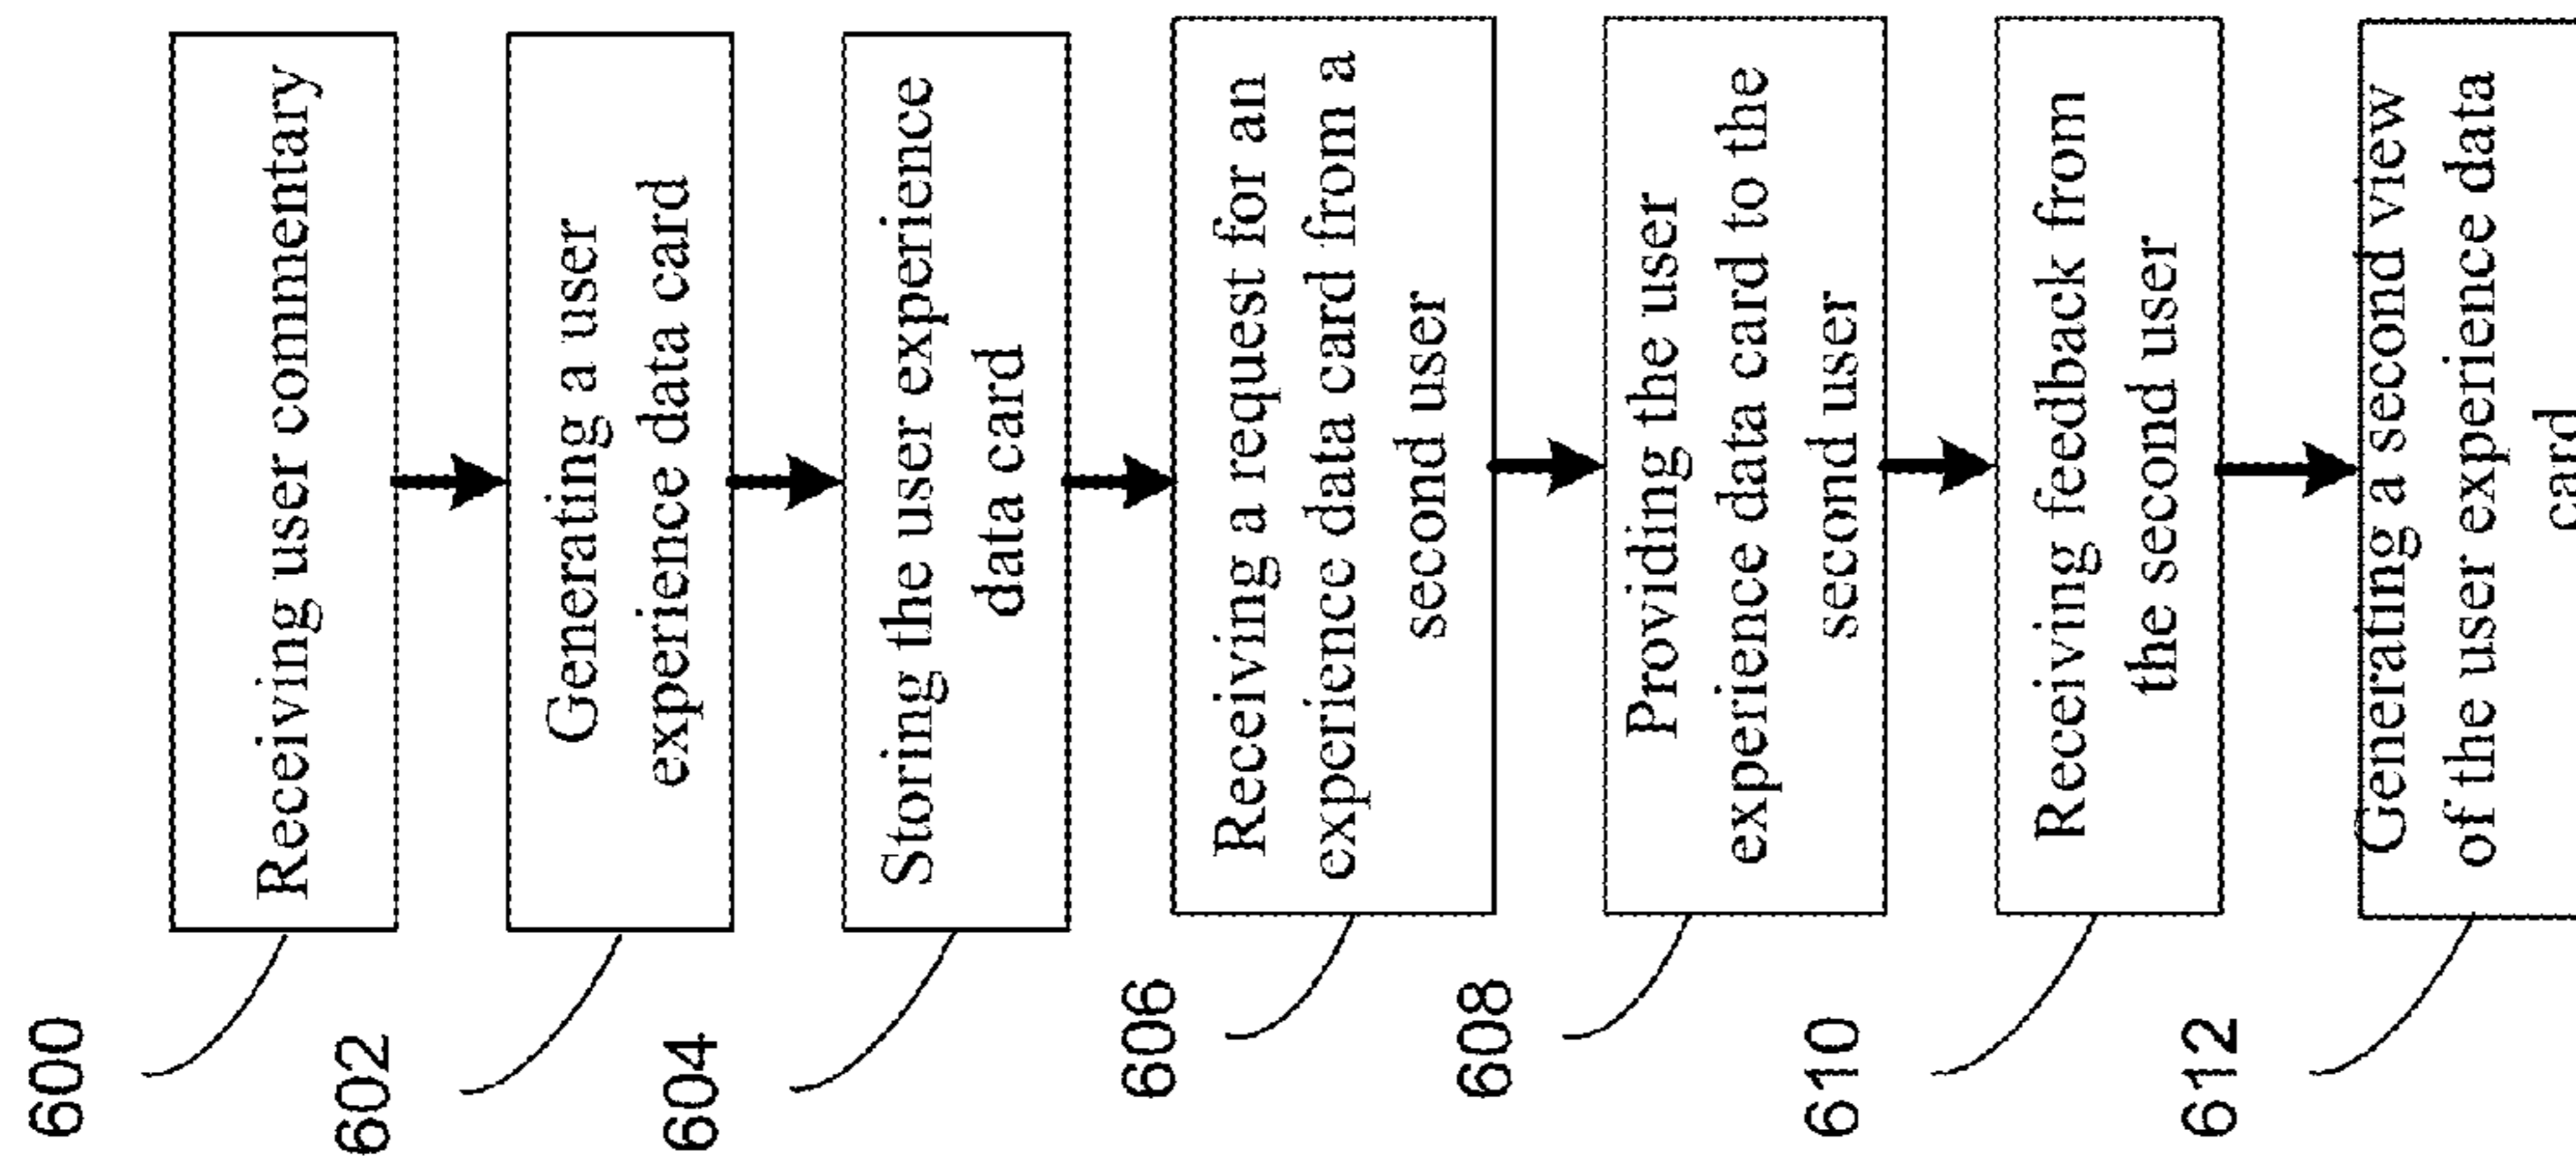 600
Receiving user commentary
602
Generating a user
experience data card
604
Storing the user experience
data card
606
Receiving a request for an
experience data card from a
second user
608
Providing the user
experience data card to the
second user
610
Receiving feedback from
the second user
612
Generating a second view
of the user experience data
card